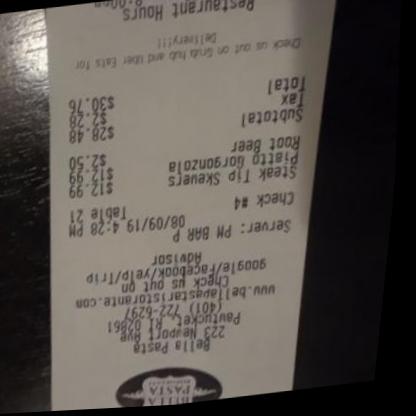 BELLA
PASTA
Bella Pasta
223 Newport Ave
Pawtucket, RI 02861
(401) 722-6297
www.bellapastaristorante.com
Check us out on
google/Facebook/yelp/Trip
Advisor
Server: PM BAR P 08/09/19 4:28 PM
Check #4 Table 21
Steak Tip Skewers $12.99
Piatto Gorgonzola $12.99
Root Beer $2.50
Subtotal $28.48
Tax $2.28
Total $30.76
Check us out on Grub hub and Uber Eats for
Delivery!!!
Restaurant Hours